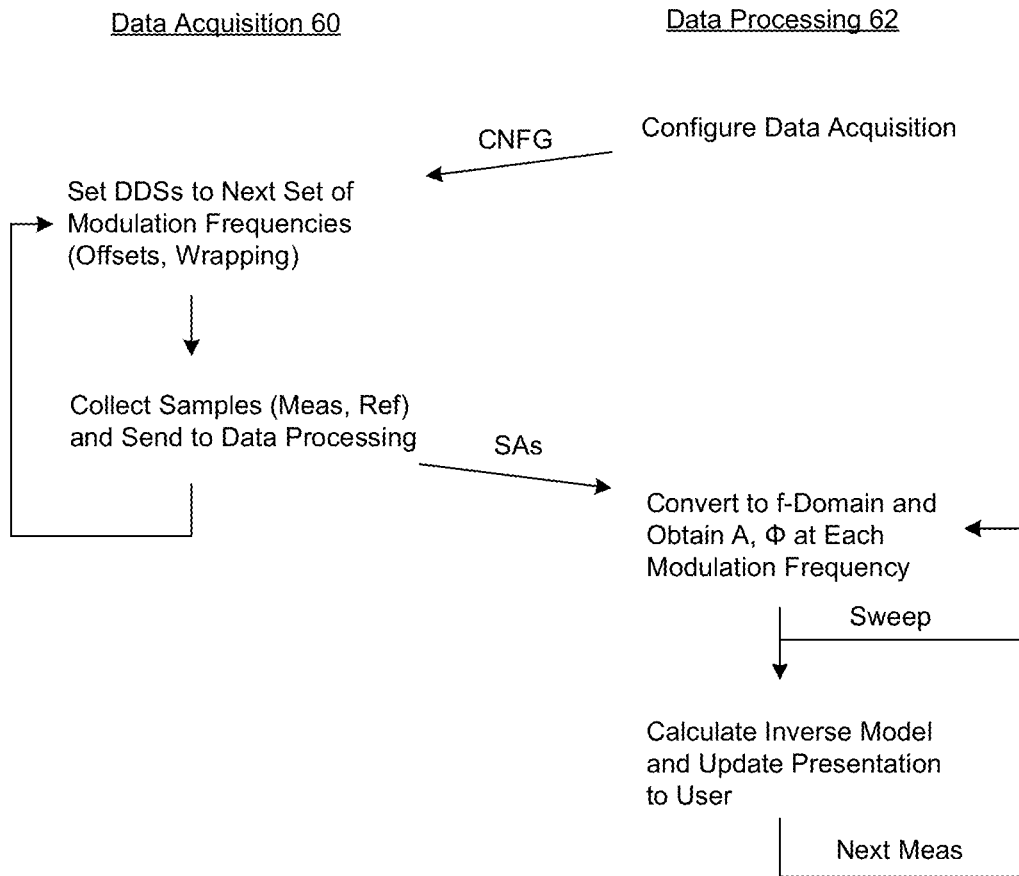 Data Acquisition 60
Data Processing 62
Configure Data Acquisition
CNFG
Set DDSs to Next Set of
Modulation Frequencies
(Offsets, Wrapping)
Collect Samples (Meas, Ref)
and Send to Data Processing
SAs
Convert to f-Domain and
Obtain A, Φ at Each
Modulation Frequency
Sweep
Calculate Inverse Model
and Update Presentation
to User
Next Meas